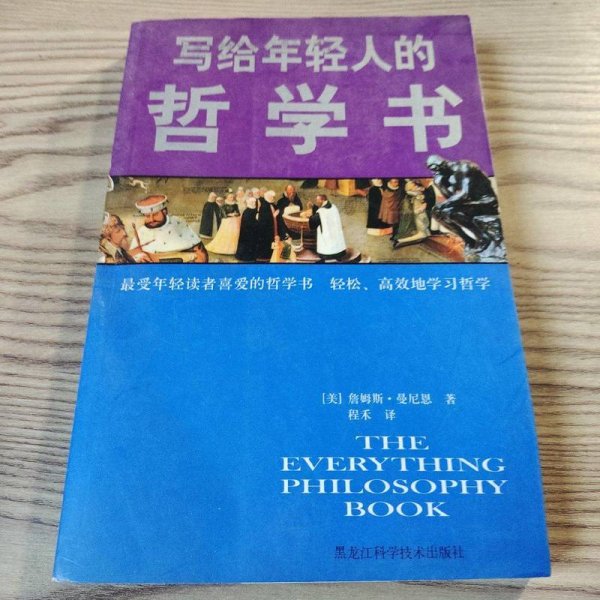 写给年轻人的
哲学书
最受年轻读者喜爱的哲学书 轻松、高效地学习哲学
[美] 詹姆斯·曼尼恩 著
程禾 译
THE
EVERYTHING
PHILOSOPHY
BOOK
黑龙江科学技术出版社